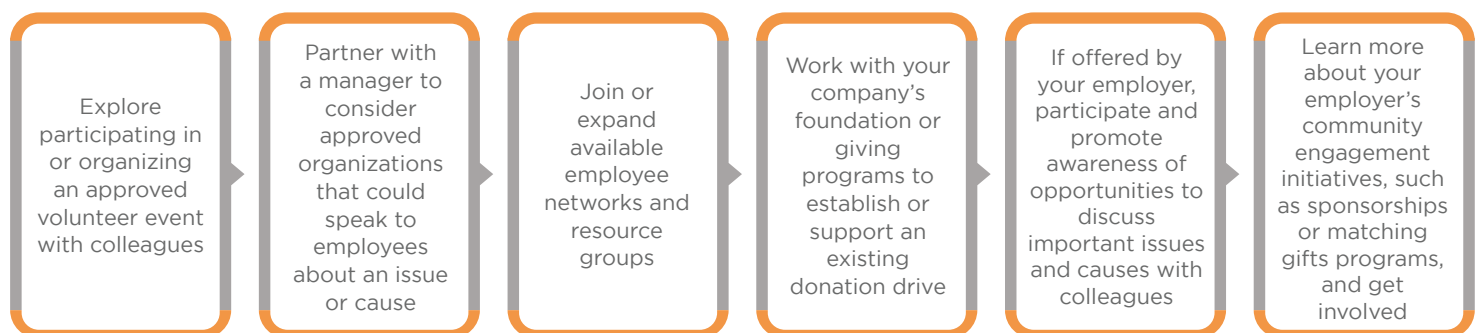 Explore
participating in
or organizing
an approved
volunteer event
with colleagues
Partner with
a manager to
consider
approved
organizations
that could
speak to
employees
about an issue
or cause
Join or
expand
available
employee
networks and
resource
groups
Work with your
company’s
foundation or
giving
programs to
establish or
support an
existing
donation drive
If offered by
your employer,
participate and
promote
awareness of
opportunities to
discuss
important issues
and causes with
colleagues
Learn more
about your
employer’s
community
engagement
initiatives, such
as sponsorships
or matching
gifts programs,
and get
involved